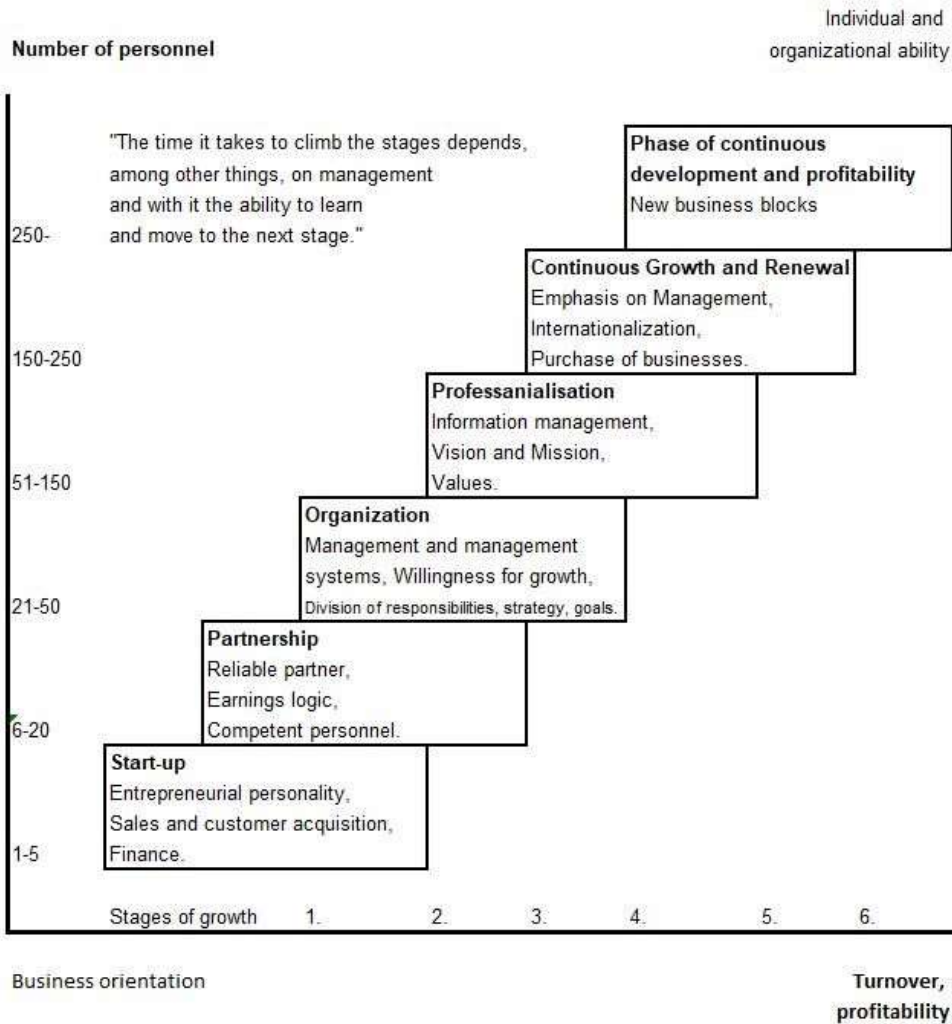 Individual and
organizational ability
Number of personnel
"The time it takes to climb the stages depends,
among other things, on management
and with it the ability to learn
and move to the next stage."
Phase of continuous
development and profitability
New business blocks
250-
Continuous Growth and Renewal
Emphasis on Management,
Internationalization,
Purchase of businesses.
150-250
Professanialisation
Information management,
Vision and Mission,
Values.
51-150
Organization
Management and management
systems, Willingness for growth,
Division of responsibilities, strategy, goals.
21-50
Partnership
Reliable partner,
Earnings logic,
Competent personnel.
6-20
Start-up
Entrepreneurial personality,
Sales and customer acquisition,
Finance.
1-5
Stages of growth 1. 2. 3. 4. 5. 6.
Business orientation
Turnover,
profitability